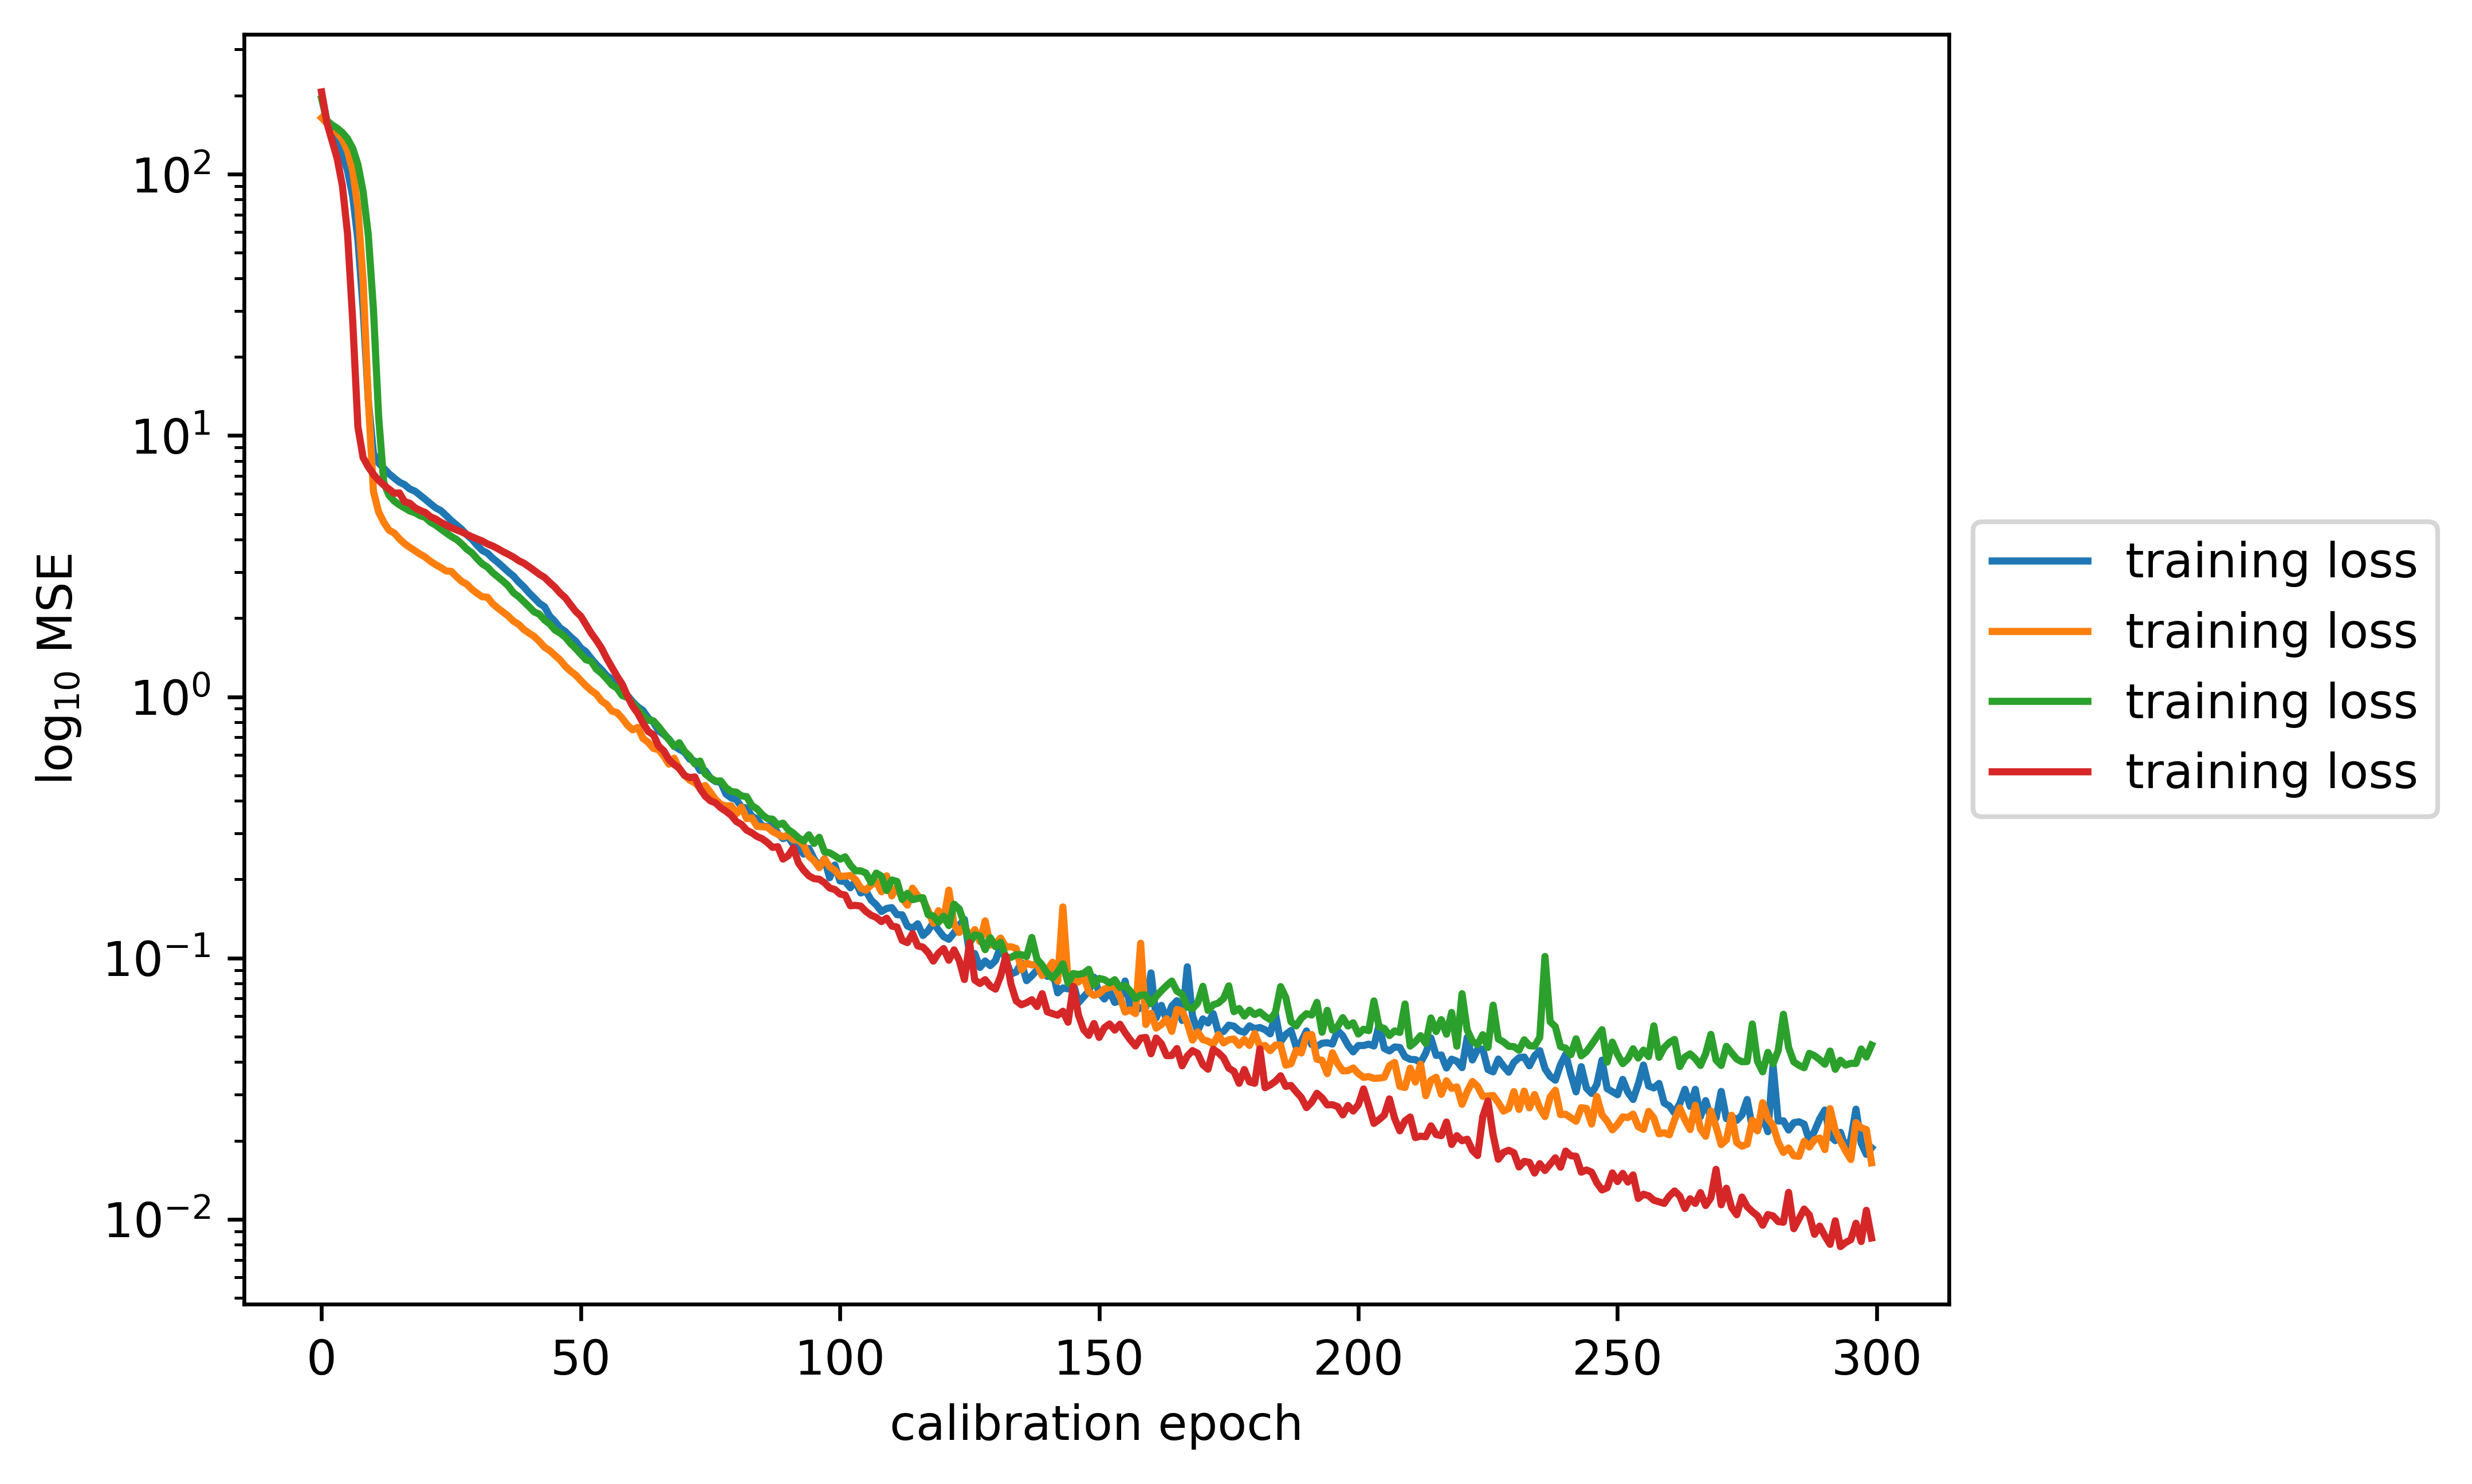 10²
10¹
10⁰
10⁻¹
10⁻²
log₁₀ MSE
0 50 100 150 200 250 300
calibration epoch
training loss
training loss
training loss
training loss